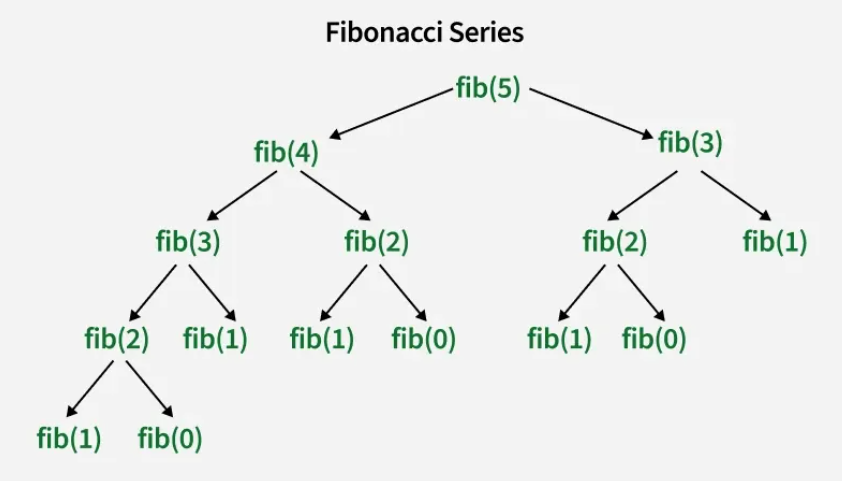 Fibonacci Series
fib(5)
fib(4) fib(3)
fib(3) fib(2) fib(2) fib(1)
fib(2) fib(1) fib(1) fib(0) fib(1) fib(0)
fib(1) fib(0)